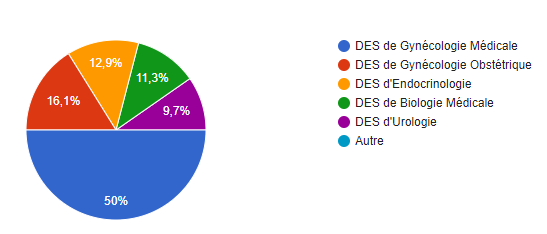 DES de Gynécologie Médicale
DES de Gynécologie Obstétrique
DES d'Endocrinologie
DES de Biologie Médicale
DES d'Urologie
Autre
12,9%
11,3%
16,1%
9,7%
50%